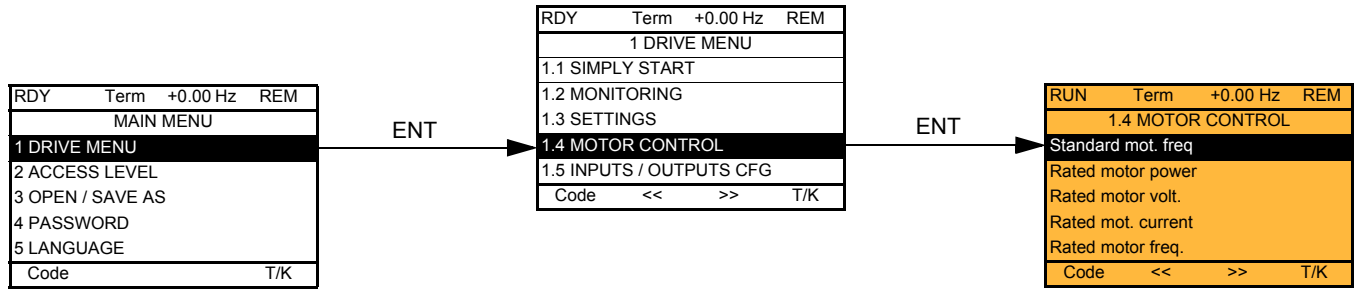 RDY Term +0.00 Hz REM
MAIN MENU
1 DRIVE MENU
2 ACCESS LEVEL
3 OPEN / SAVE AS
4 PASSWORD
5 LANGUAGE
Code T/K
ENT
RDY Term +0.00 Hz REM
1 DRIVE MENU
1.1 SIMPLY START
1.2 MONITORING
1.3 SETTINGS
1.4 MOTOR CONTROL
1.5 INPUTS / OUTPUTS CFG
Code << >> T/K
ENT
RUN Term +0.00 Hz REM
1.4 MOTOR CONTROL
Standard mot. freq
Rated motor power
Rated motor volt.
Rated mot. current
Rated motor freq.
Code << >> T/K